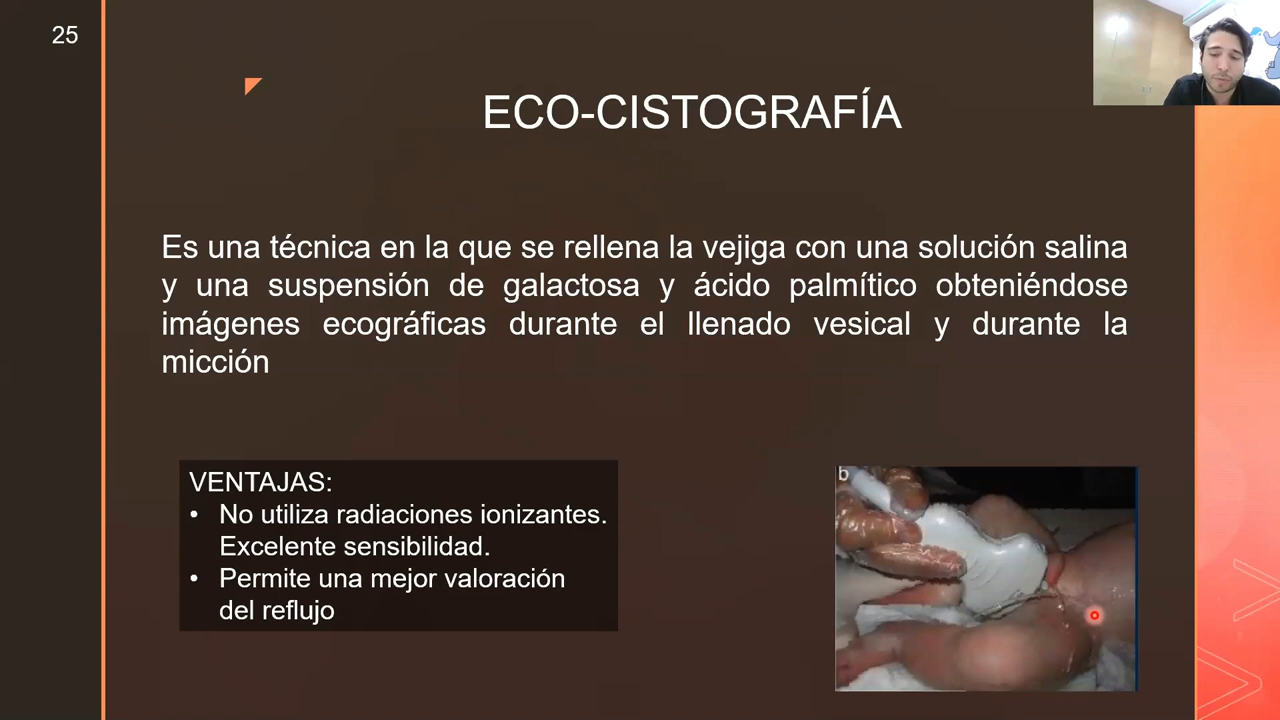 25
ECO-CISTOGRAFÍA
Es una técnica en la que se rellena la vejiga con una solución salina
y una suspensión de galactosa y ácido palmítico obteniéndose
imágenes ecográficas durante el llenado vesical y durante la
micción
VENTAJAS:
• No utiliza radiaciones ionizantes.
Excelente sensibilidad.
• Permite una mejor valoración
del reflujo
b